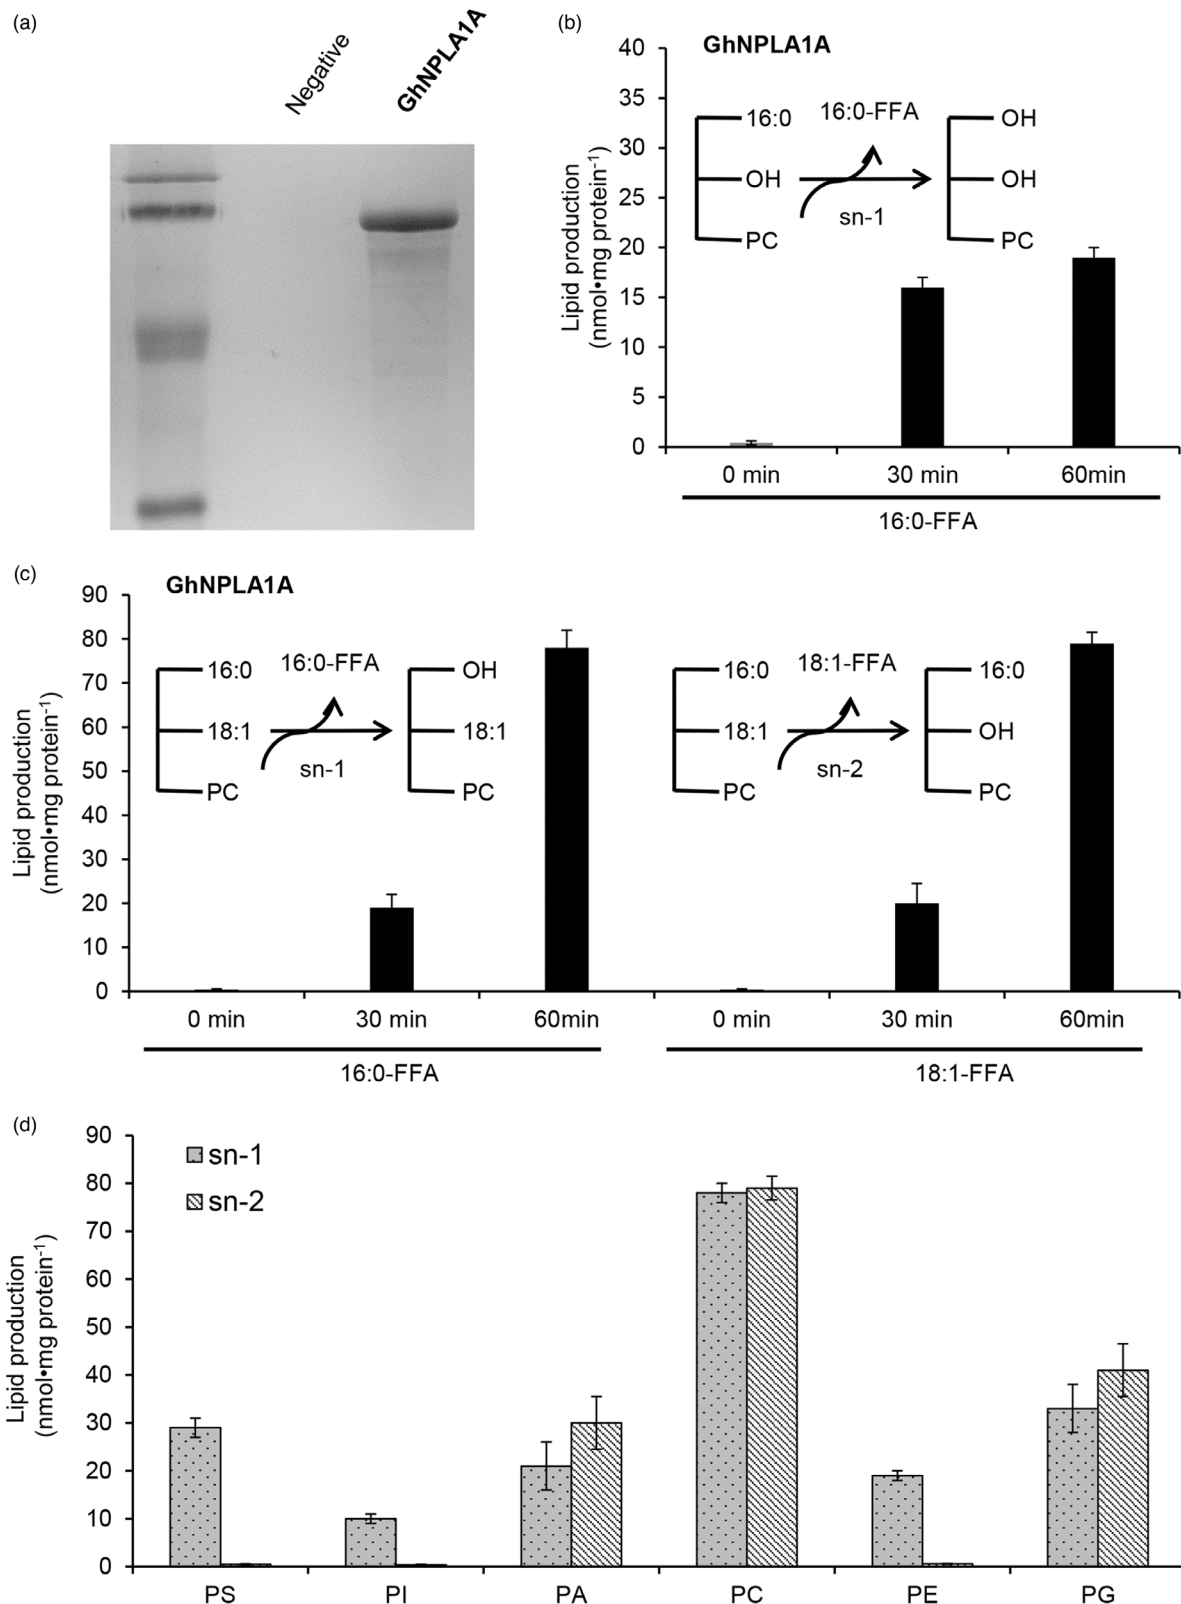 (a)
Negative
GhNPLA1A
(b)
GhNPLA1A
40
35
30
25
20
15
10
5
0
Lipid production
(nmol•mg protein-1)
16:0
OH
PC
16:0-FFA
sn-1
OH
OH
PC
0 min 30 min 60min
16:0-FFA
(c)
GhNPLA1A
90
80
70
60
50
40
30
20
10
0
Lipid production
(nmol•mg protein-1)
16:0
18:1
PC
16:0-FFA
sn-1
OH
18:1
PC
16:0
18:1
PC
18:1-FFA
sn-2
16:0
OH
PC
0 min 30 min 60min 0 min 30 min 60min
16:0-FFA 18:1-FFA
(d)
90
80
70
60
50
40
30
20
10
0
Lipid production
(nmol•mg protein-1)
sn-1
sn-2
PS PI PA PC PE PG